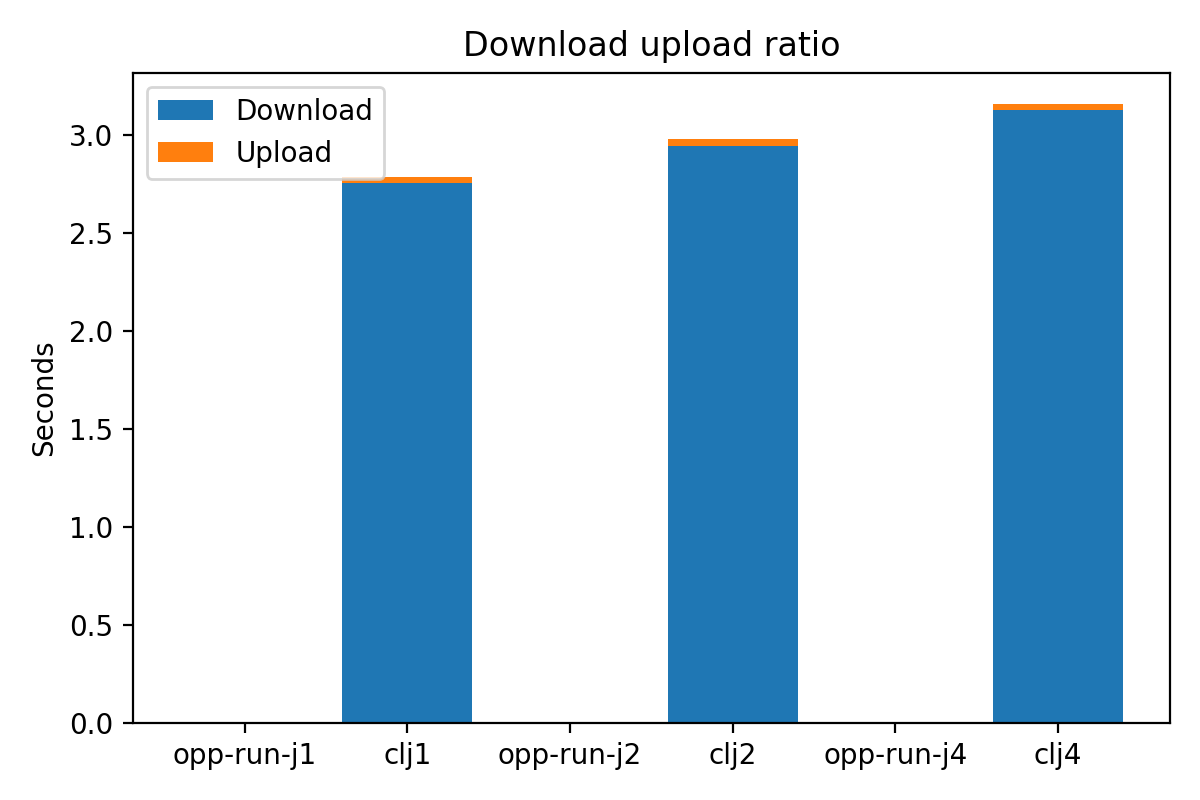 Download upload ratio
Download
Upload
Seconds
3.0
2.5
2.0
1.5
1.0
0.5
0.0
opp-run-j1 clj1 opp-run-j2 clj2 opp-run-j4 clj4